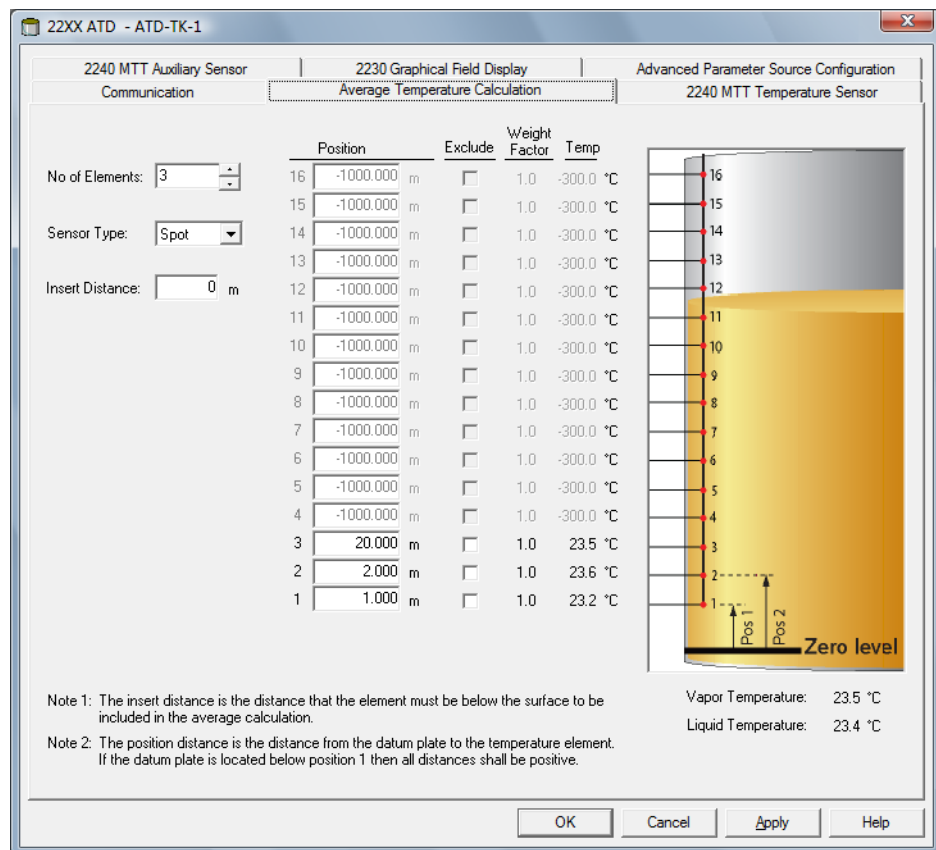 22XX ATD - ATD-TK-1
2240 MTT Auxiliary Sensor 2230 Graphical Field Display Advanced Parameter Source Configuration
Communication Average Temperature Calculation 2240 MTT Temperature Sensor
No of Elements: 3
Sensor Type: Spot
Insert Distance: 0 m
Position Exclude Weight Factor Temp
16 -1000.000 m 1.0 -300.0 °C
15 -1000.000 m 1.0 -300.0 °C
14 -1000.000 m 1.0 -300.0 °C
13 -1000.000 m 1.0 -300.0 °C
12 -1000.000 m 1.0 -300.0 °C
11 -1000.000 m 1.0 -300.0 °C
10 -1000.000 m 1.0 -300.0 °C
9 -1000.000 m 1.0 -300.0 °C
8 -1000.000 m 1.0 -300.0 °C
7 -1000.000 m 1.0 -300.0 °C
6 -1000.000 m 1.0 -300.0 °C
5 -1000.000 m 1.0 -300.0 °C
4 -1000.000 m 1.0 -300.0 °C
3 20.000 m 1.0 23.5 °C
2 2.000 m 1.0 23.6 °C
1 1.000 m 1.0 23.2 °C
16
15
14
13
12
11
10
9
8
7
6
5
4
3
2
1
Pos 1
Pos 2
Zero level
Vapor Temperature: 23.5 °C
Liquid Temperature: 23.4 °C
Note 1: The insert distance is the distance that the element must be below the surface to be
included in the average calculation.
Note 2: The position distance is the distance from the datum plate to the temperature element.
If the datum plate is located below position 1 then all distances shall be positive.
OK Cancel Apply Help